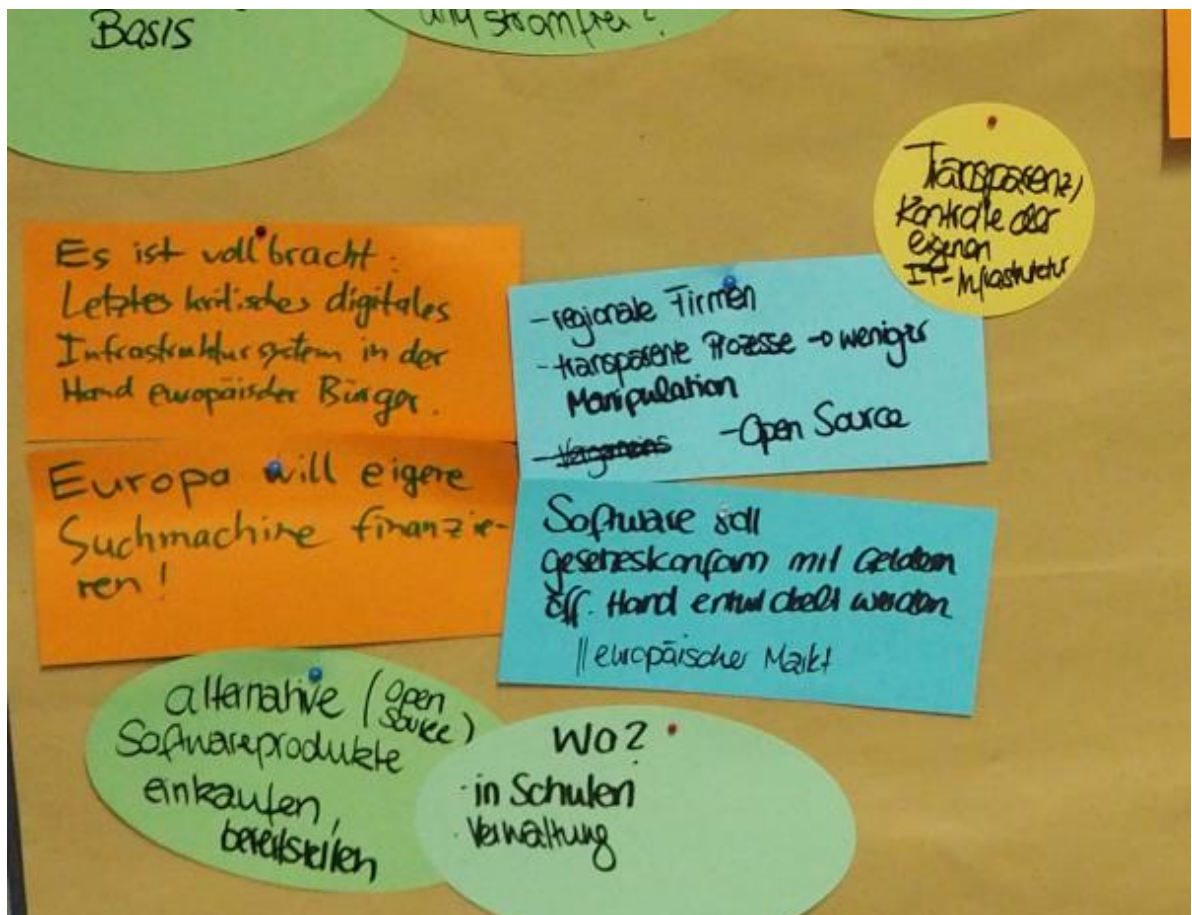 Basis
und stromfrei?
Transparenz/
Kontrolle der
eigenen
IT-Infrastruktur
Es ist vollbracht:
Letztes kritisches digitales
Infrastruktursystem in der
Hand europäischer Bürger.
- regionale Firmen
- transparente Prozesse → weniger
Manipulation
- Open Source
Europa will eigene
Suchmachine finanzie-
ren!
Software soll
gesetzeskonform mit Geldern
öff. Hand entwickelt werden
|| europäischer Markt
alternative (Open
Source)
Softwareprodukte
einkaufen,
bereitstellen
Wo?
· in Schulen
· Verwaltung